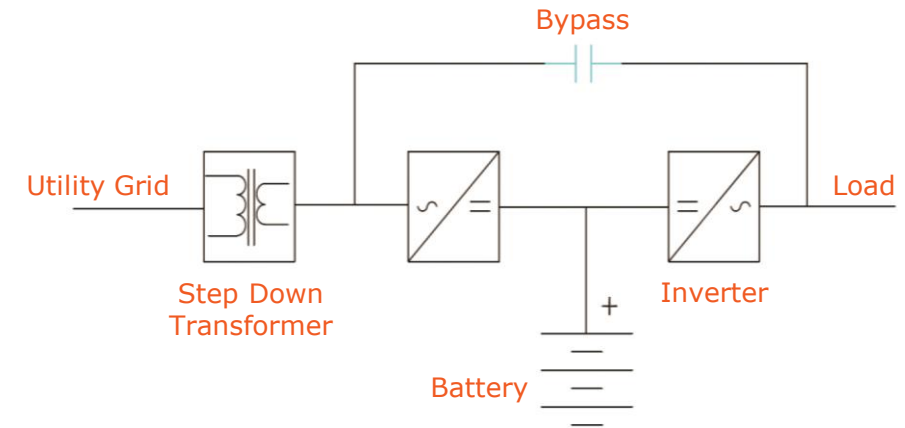 Bypass
Utility Grid
Load
Step Down
Transformer
Inverter
+
Battery